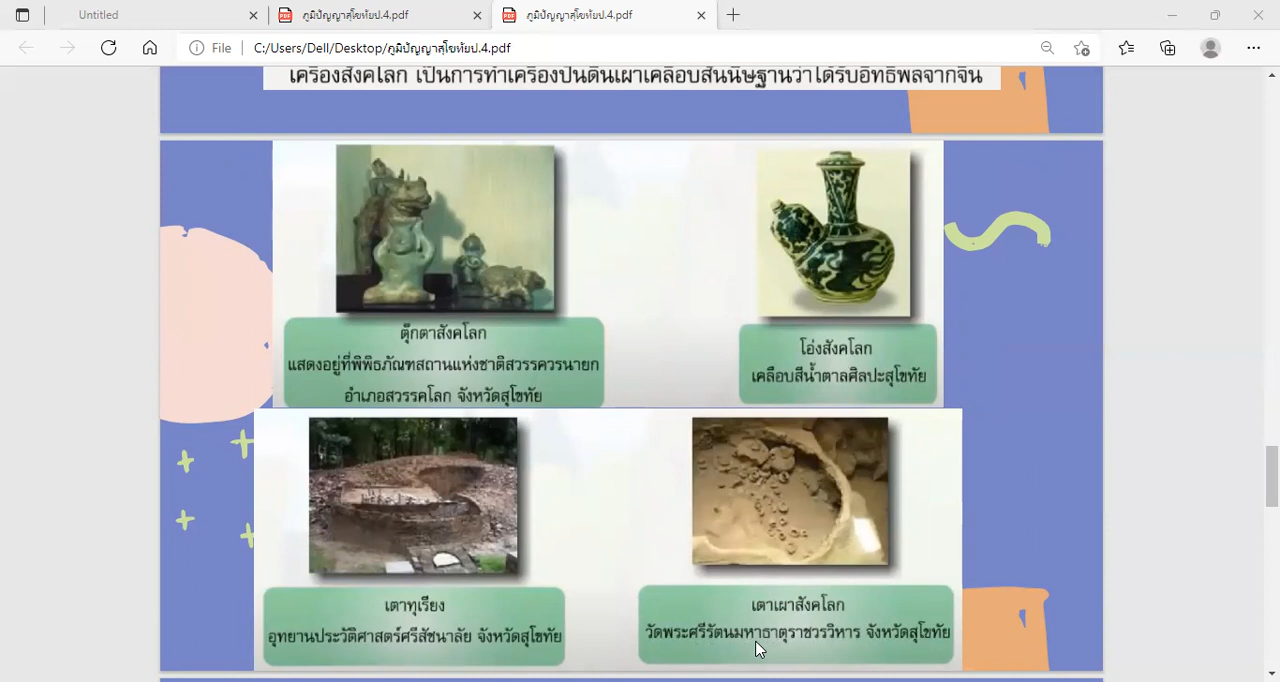 Untitled
ภูมิปัญญาสุโขทัยป.4.pdf
ภูมิปัญญาสุโขทัยป.4.pdf
File
C:/Users/Dell/Desktop/ภูมิปัญญาสุโขทัยป.4.pdf
เครื่องสังคโลก เป็นการทำเครื่องปั้นดินเผาเคลือบสันนิษฐานว่าได้รับอิทธิพลจากจีน
ตุ๊กตาสังคโลก
แสดงอยู่ที่พิพิธภัณฑสถานแห่งชาติสวรรควรนายก
อำเภอสวรรคโลก จังหวัดสุโขทัย
โอ่งสังคโลก
เคลือบสีน้ำตาลศิลปะสุโขทัย
เตาทุเรียง
อุทยานประวัติศาสตร์ศรีสัชนาลัย จังหวัดสุโขทัย
เตาเผาสังคโลก
วัดพระศรีรัตนมหาธาตุราชวรวิหาร จังหวัดสุโขทัย